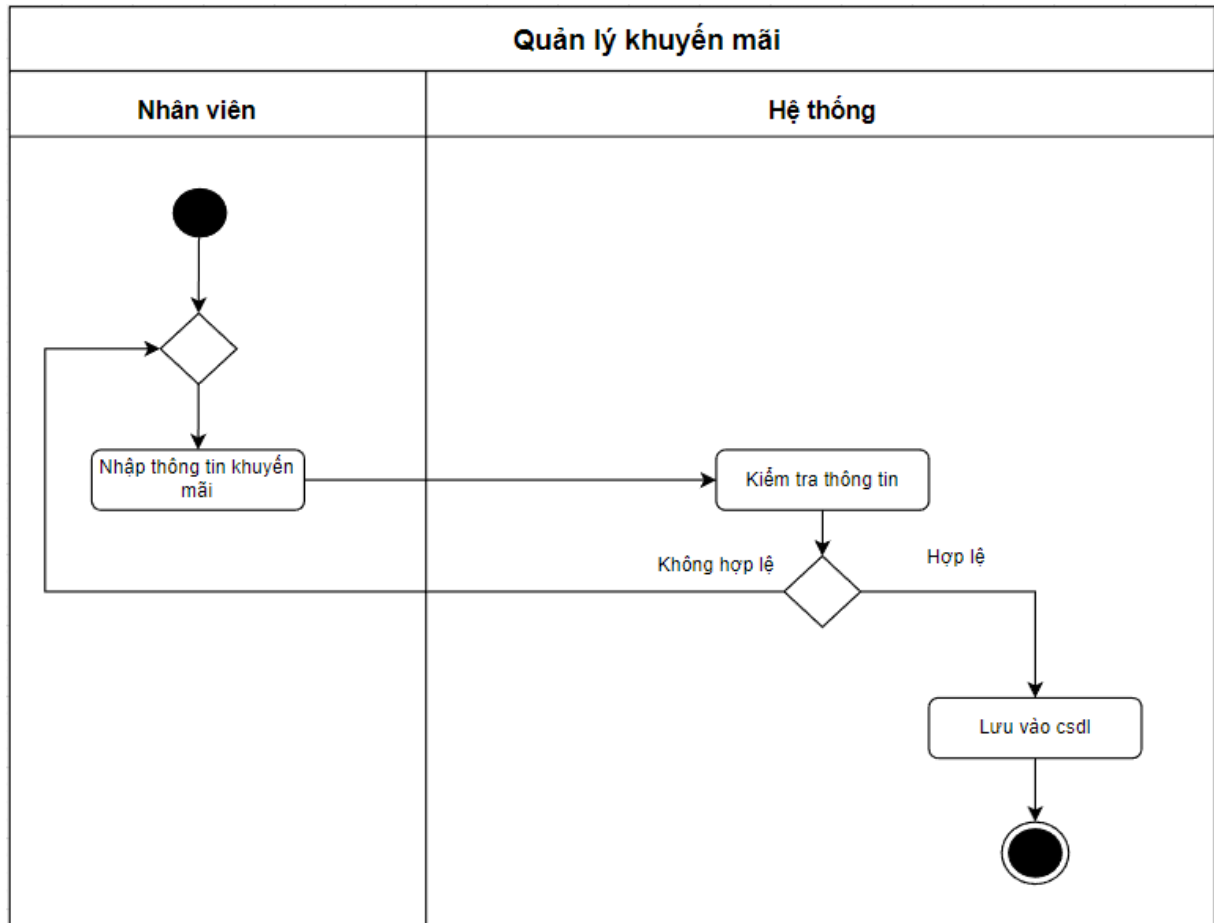 Quản lý khuyến mãi
Nhân viên
Hệ thống
Nhập thông tin khuyến
mãi
Kiểm tra thông tin
Không hợp lệ
Hợp lệ
Lưu vào csdl